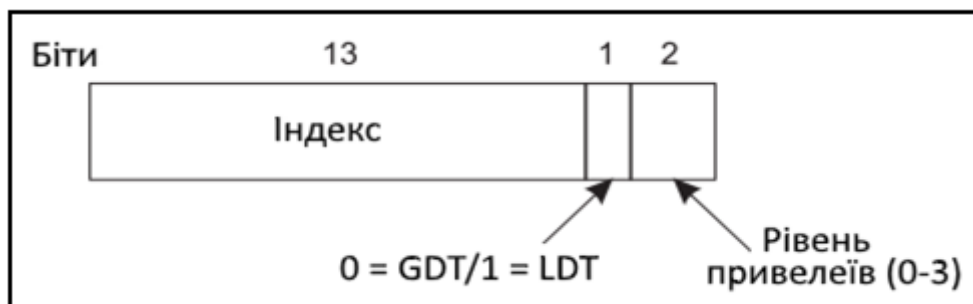 Біти 13 1 2
Індекс
0 = GDT/1 = LDT
Рівень
привелеїв (0-3)